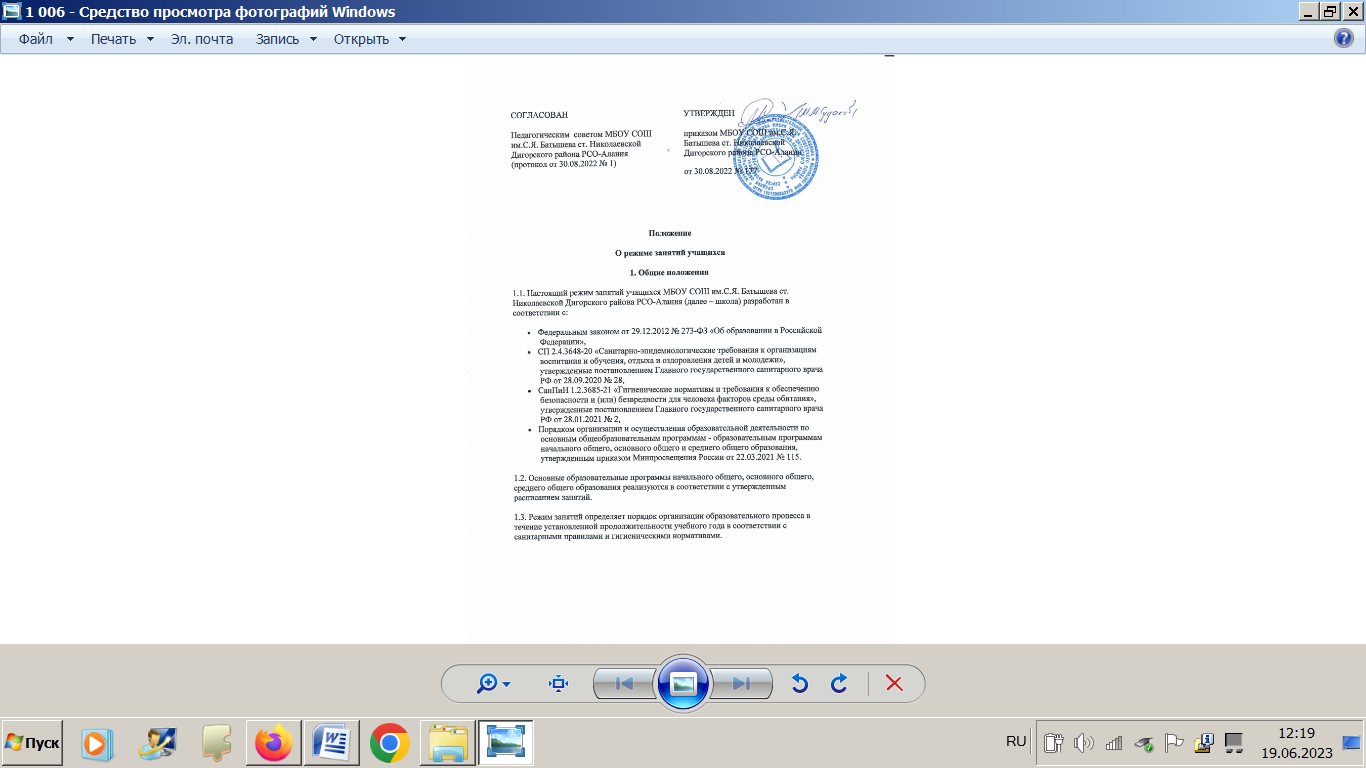 1 006 - Средство просмотра фотографий Windows
Файл Печать Эл. почта Запись Открыть
СОГЛАСОВАН
Педагогическим советом МБОУ СОШ
им.С.Я. Батышева ст. Николаевской
Дигорского района РСО-Алания
(протокол от 30.08.2022 № 1)
УТВЕРЖДЕН
приказом МБОУ СОШ им.С.Я.
Батышева ст. Николаевской
Дигорского района РСО-Алания
от 30.08.2022 №
Положение
О режиме занятий учащихся
1. Общие положения
1.1. Настоящий режим занятий учащихся МБОУ СОШ им.С.Я. Батышева ст.
Николаевской Дигорского района РСО-Алания (далее – школа) разработан в
соответствии с:
• Федеральным законом от 29.12.2012 № 273-ФЗ «Об образовании в Российской
Федерации»,
• СП 2.4.3648-20 «Санитарно-эпидемиологические требования к организациям
воспитания и обучения, отдыха и оздоровления детей и молодежи»,
утвержденные постановлением Главного государственного санитарного врача
РФ от 28.09.2020 № 28,
• СанПиН 1.2.3685-21 «Гигиенические нормативы и требования к обеспечению
безопасности и (или) безвредности для человека факторов среды обитания»,
утвержденные постановлением Главного государственного санитарного врача
РФ от 28.01.2021 № 2,
• Порядком организации и осуществления образовательной деятельности по
основным общеобразовательным программам - образовательным программам
начального общего, основного общего и среднего общего образования,
утвержденным приказом Минпросвещения России от 22.03.2021 № 115.
1.2. Основные образовательные программы начального общего, основного общего,
среднего общего образования реализуются в соответствии с утвержденным
расписанием занятий.
1.3. Режим занятий определяет порядок организации образовательного процесса в
течение установленной продолжительности учебного года в соответствии с
санитарными правилами и гигиеническими нормативами.
Пуск
RU
12:19
19.06.2023